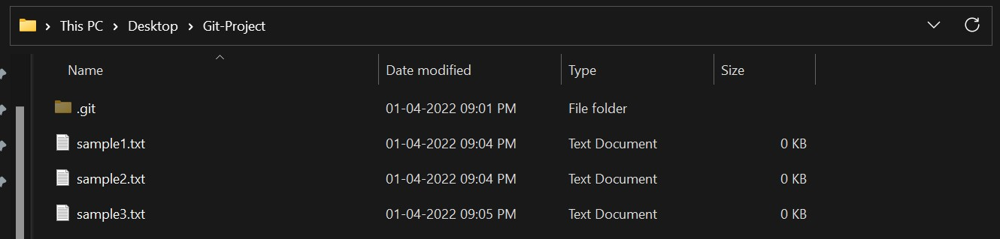 This PC > Desktop > Git-Project
Name Date modified Type Size
.git 01-04-2022 09:01 PM File folder
sample1.txt 01-04-2022 09:04 PM Text Document 0 KB
sample2.txt 01-04-2022 09:04 PM Text Document 0 KB
sample3.txt 01-04-2022 09:05 PM Text Document 0 KB